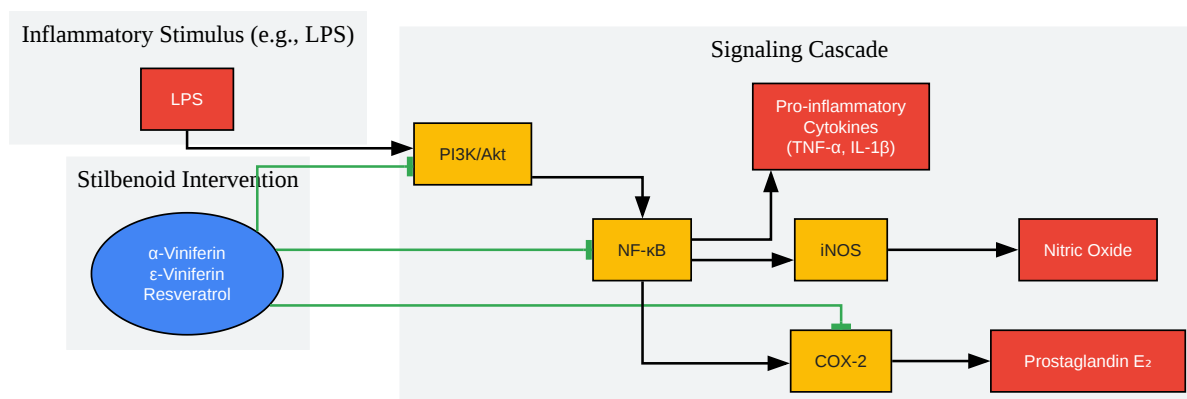 Inflammatory Stimulus (e.g., LPS)
LPS
Stilbenoid Intervention
α-Viniferin
ε-Viniferin
Resveratrol
Signaling Cascade
PI3K/Akt
Pro-inflammatory
Cytokines
(TNF-α, IL-1β)
NF-κB
iNOS
Nitric Oxide
COX-2
Prostaglandin E₂